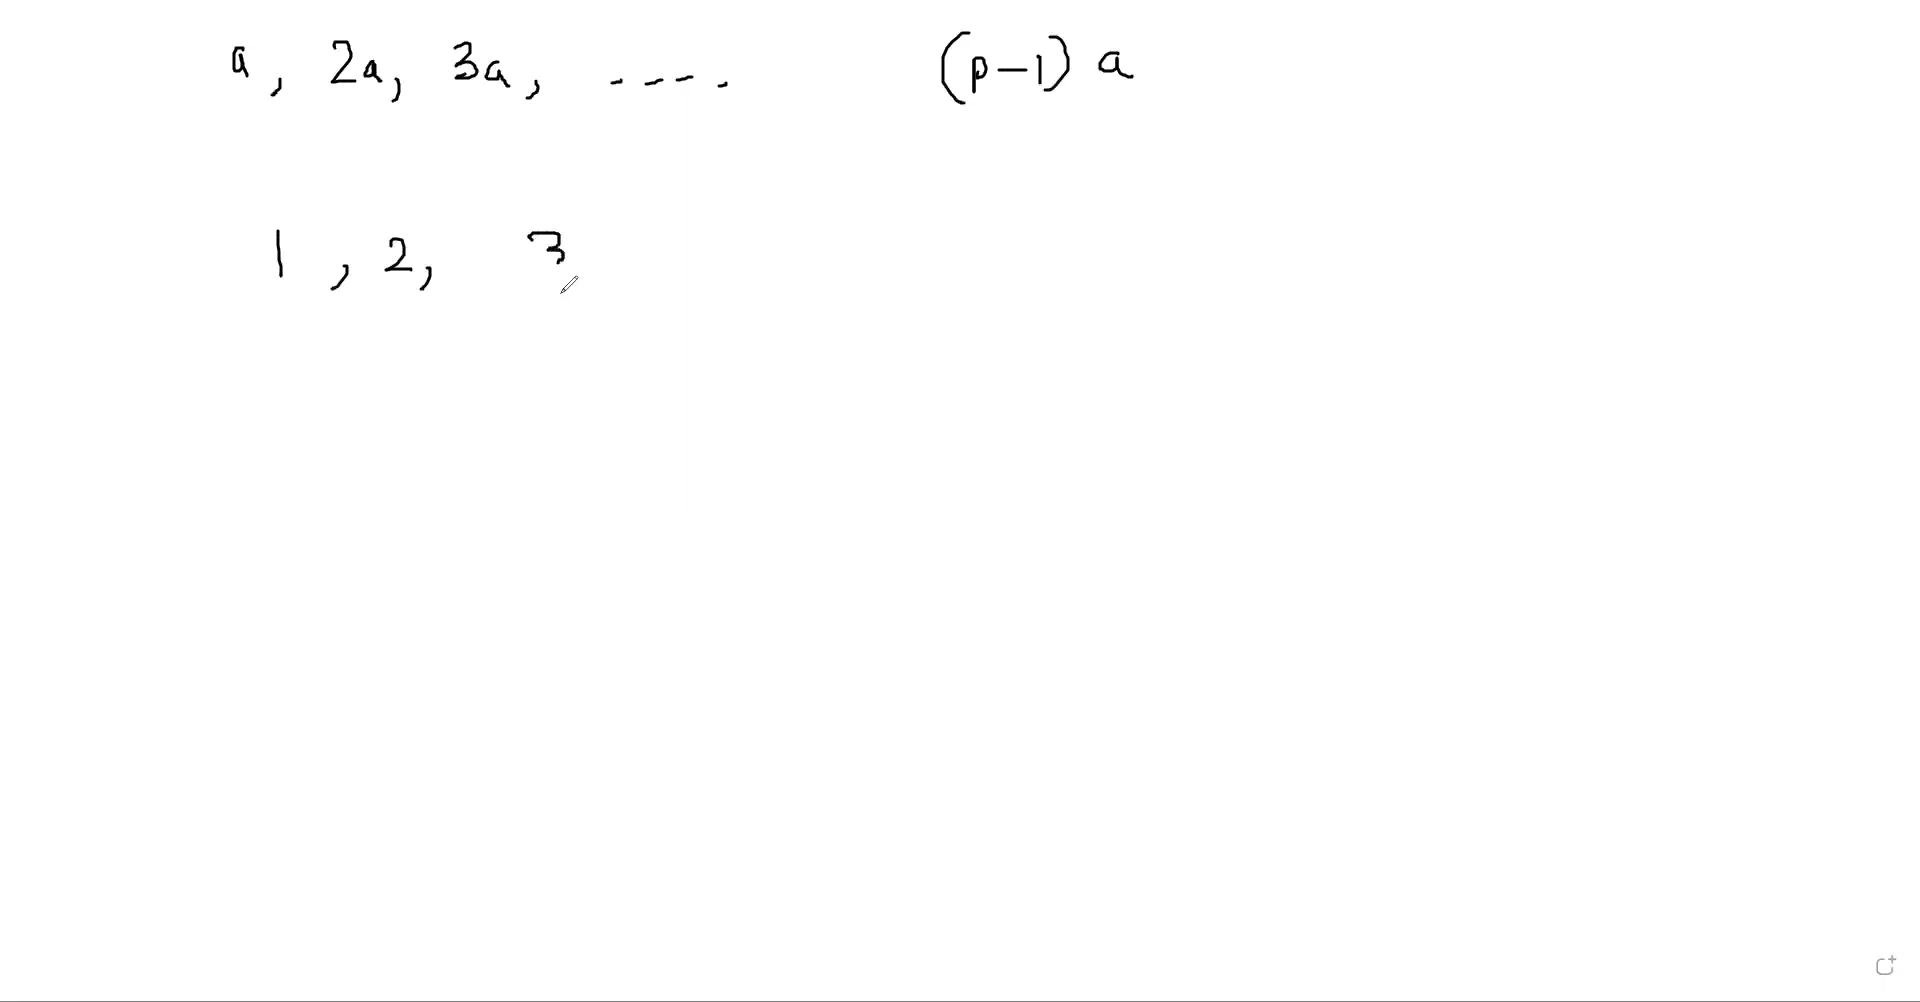 a, 2a, 3a, ---- (p-1) a
1, 2, 3